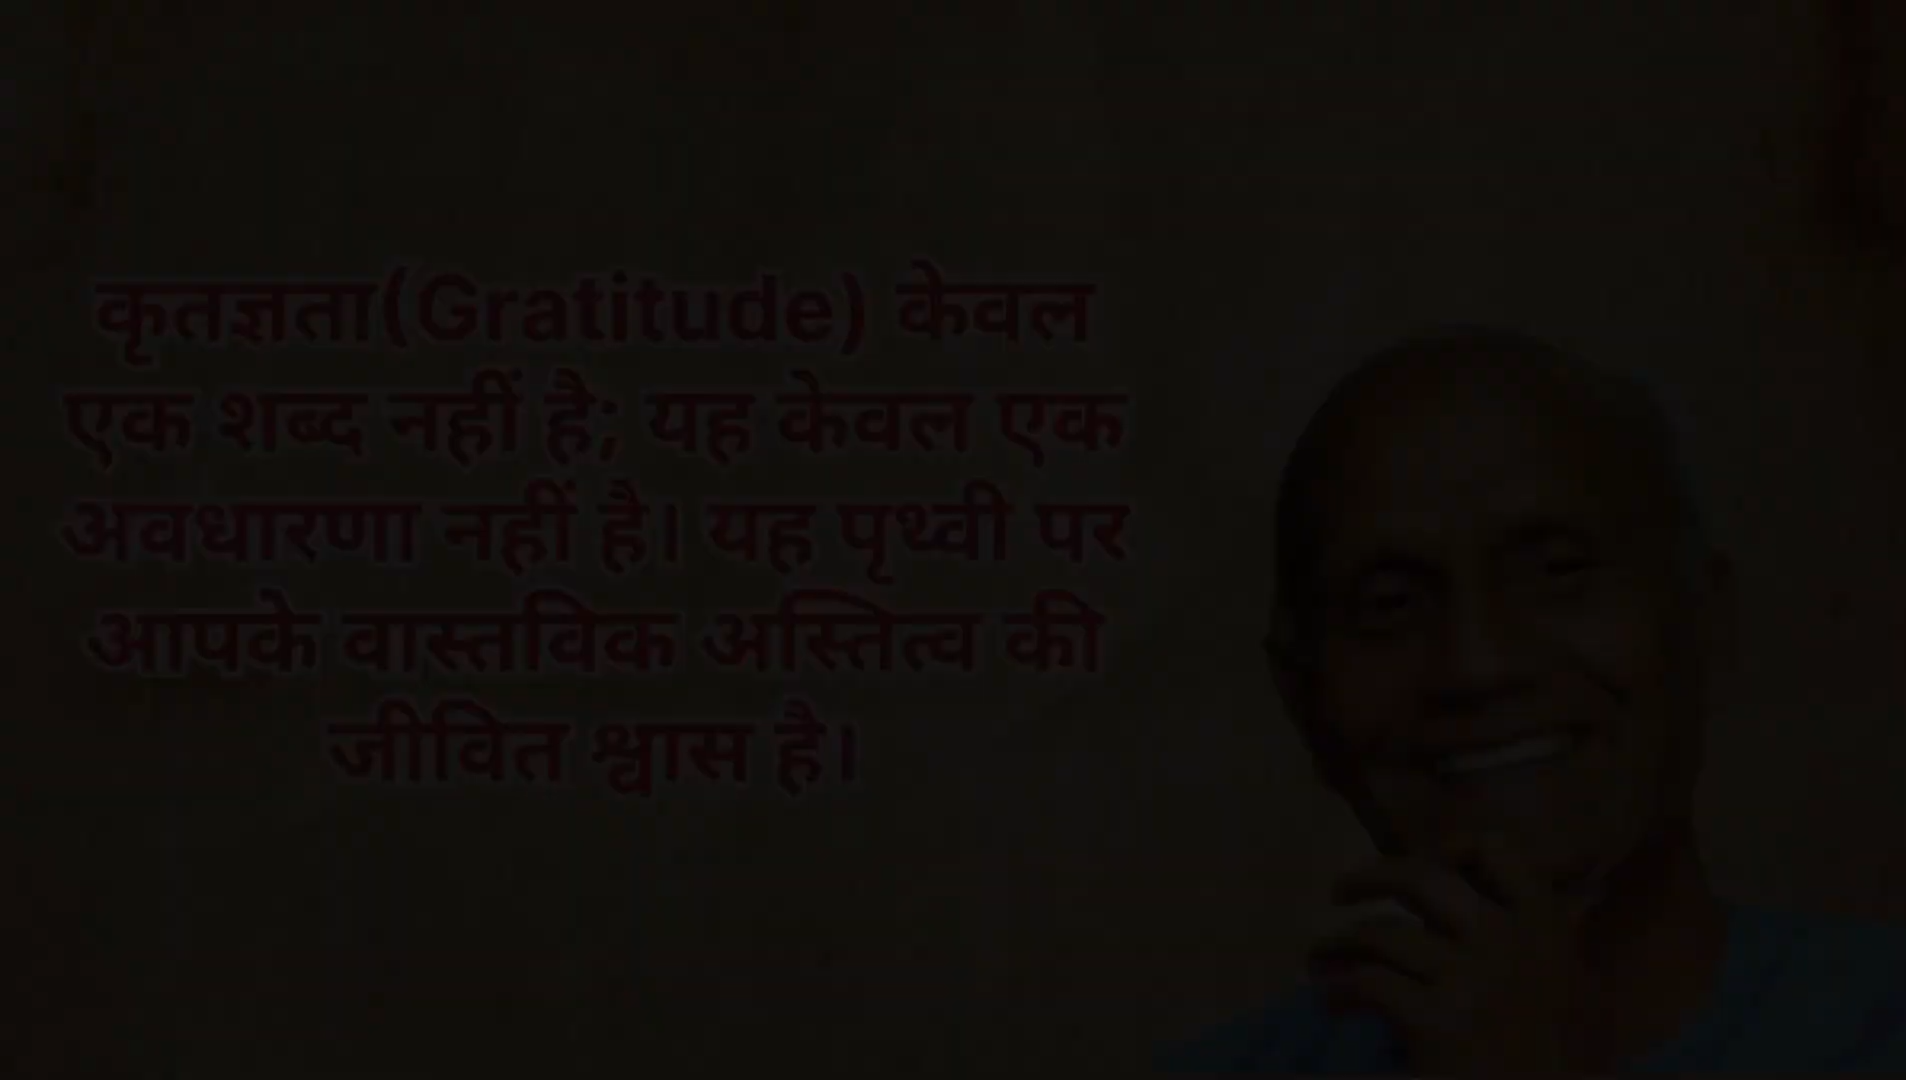 कृतज्ञता(Gratitude) केवल
एक शब्द नहीं है; यह केवल एक
अवधारणा नहीं है। यह पृथ्वी पर
आपके वास्तविक अस्तित्व की
जीवित श्वास है।